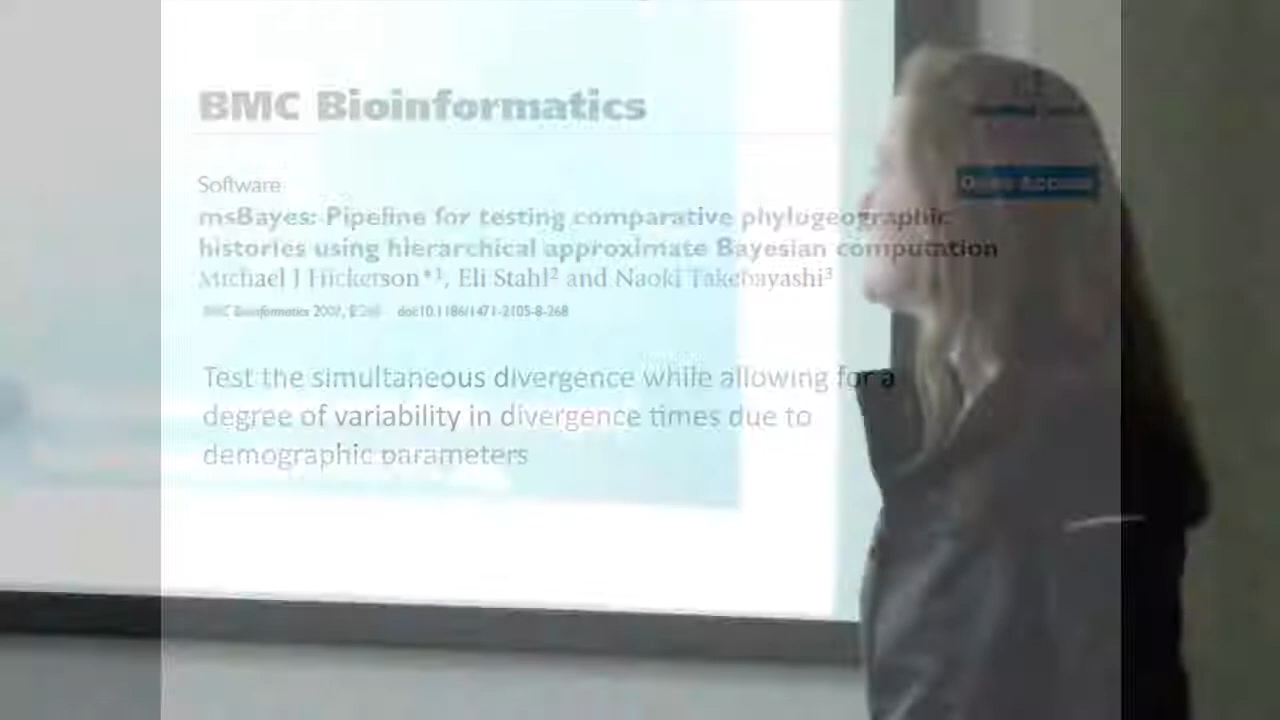 BMC Bioinformatics
Open Access
Software
msBayes: Pipeline for testing comparative phylogeographic
histories using hierarchical approximate Bayesian computation
Michael J Hickerson*1, Eli Stahl2 and Naoki Takebayashi3
BMC Bioinformatics 2007, 8:268 doi:10.1186/1471-2105-8-268
Test the simultaneous divergence while allowing for a
degree of variability in divergence times due to
demographic parameters